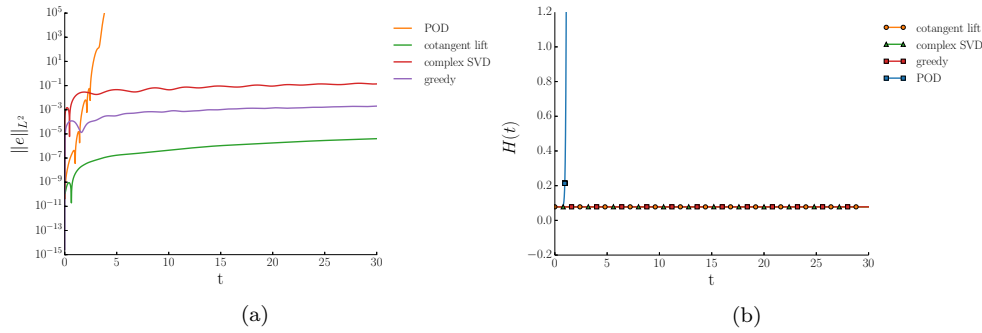 10^5
10^3
10^1
10^{-1}
10^{-3}
10^{-5}
10^{-7}
10^{-9}
10^{-11}
10^{-13}
10^{-15}
||e||_{L^2}
0 5 10 15 20 25 30
t
POD
cotangent lift
complex SVD
greedy
(a)
1.2
1.0
0.8
0.6
0.4
0.2
0.0
−0.2
H(t)
0 5 10 15 20 25 30
t
cotangent lift
complex SVD
greedy
POD
(b)